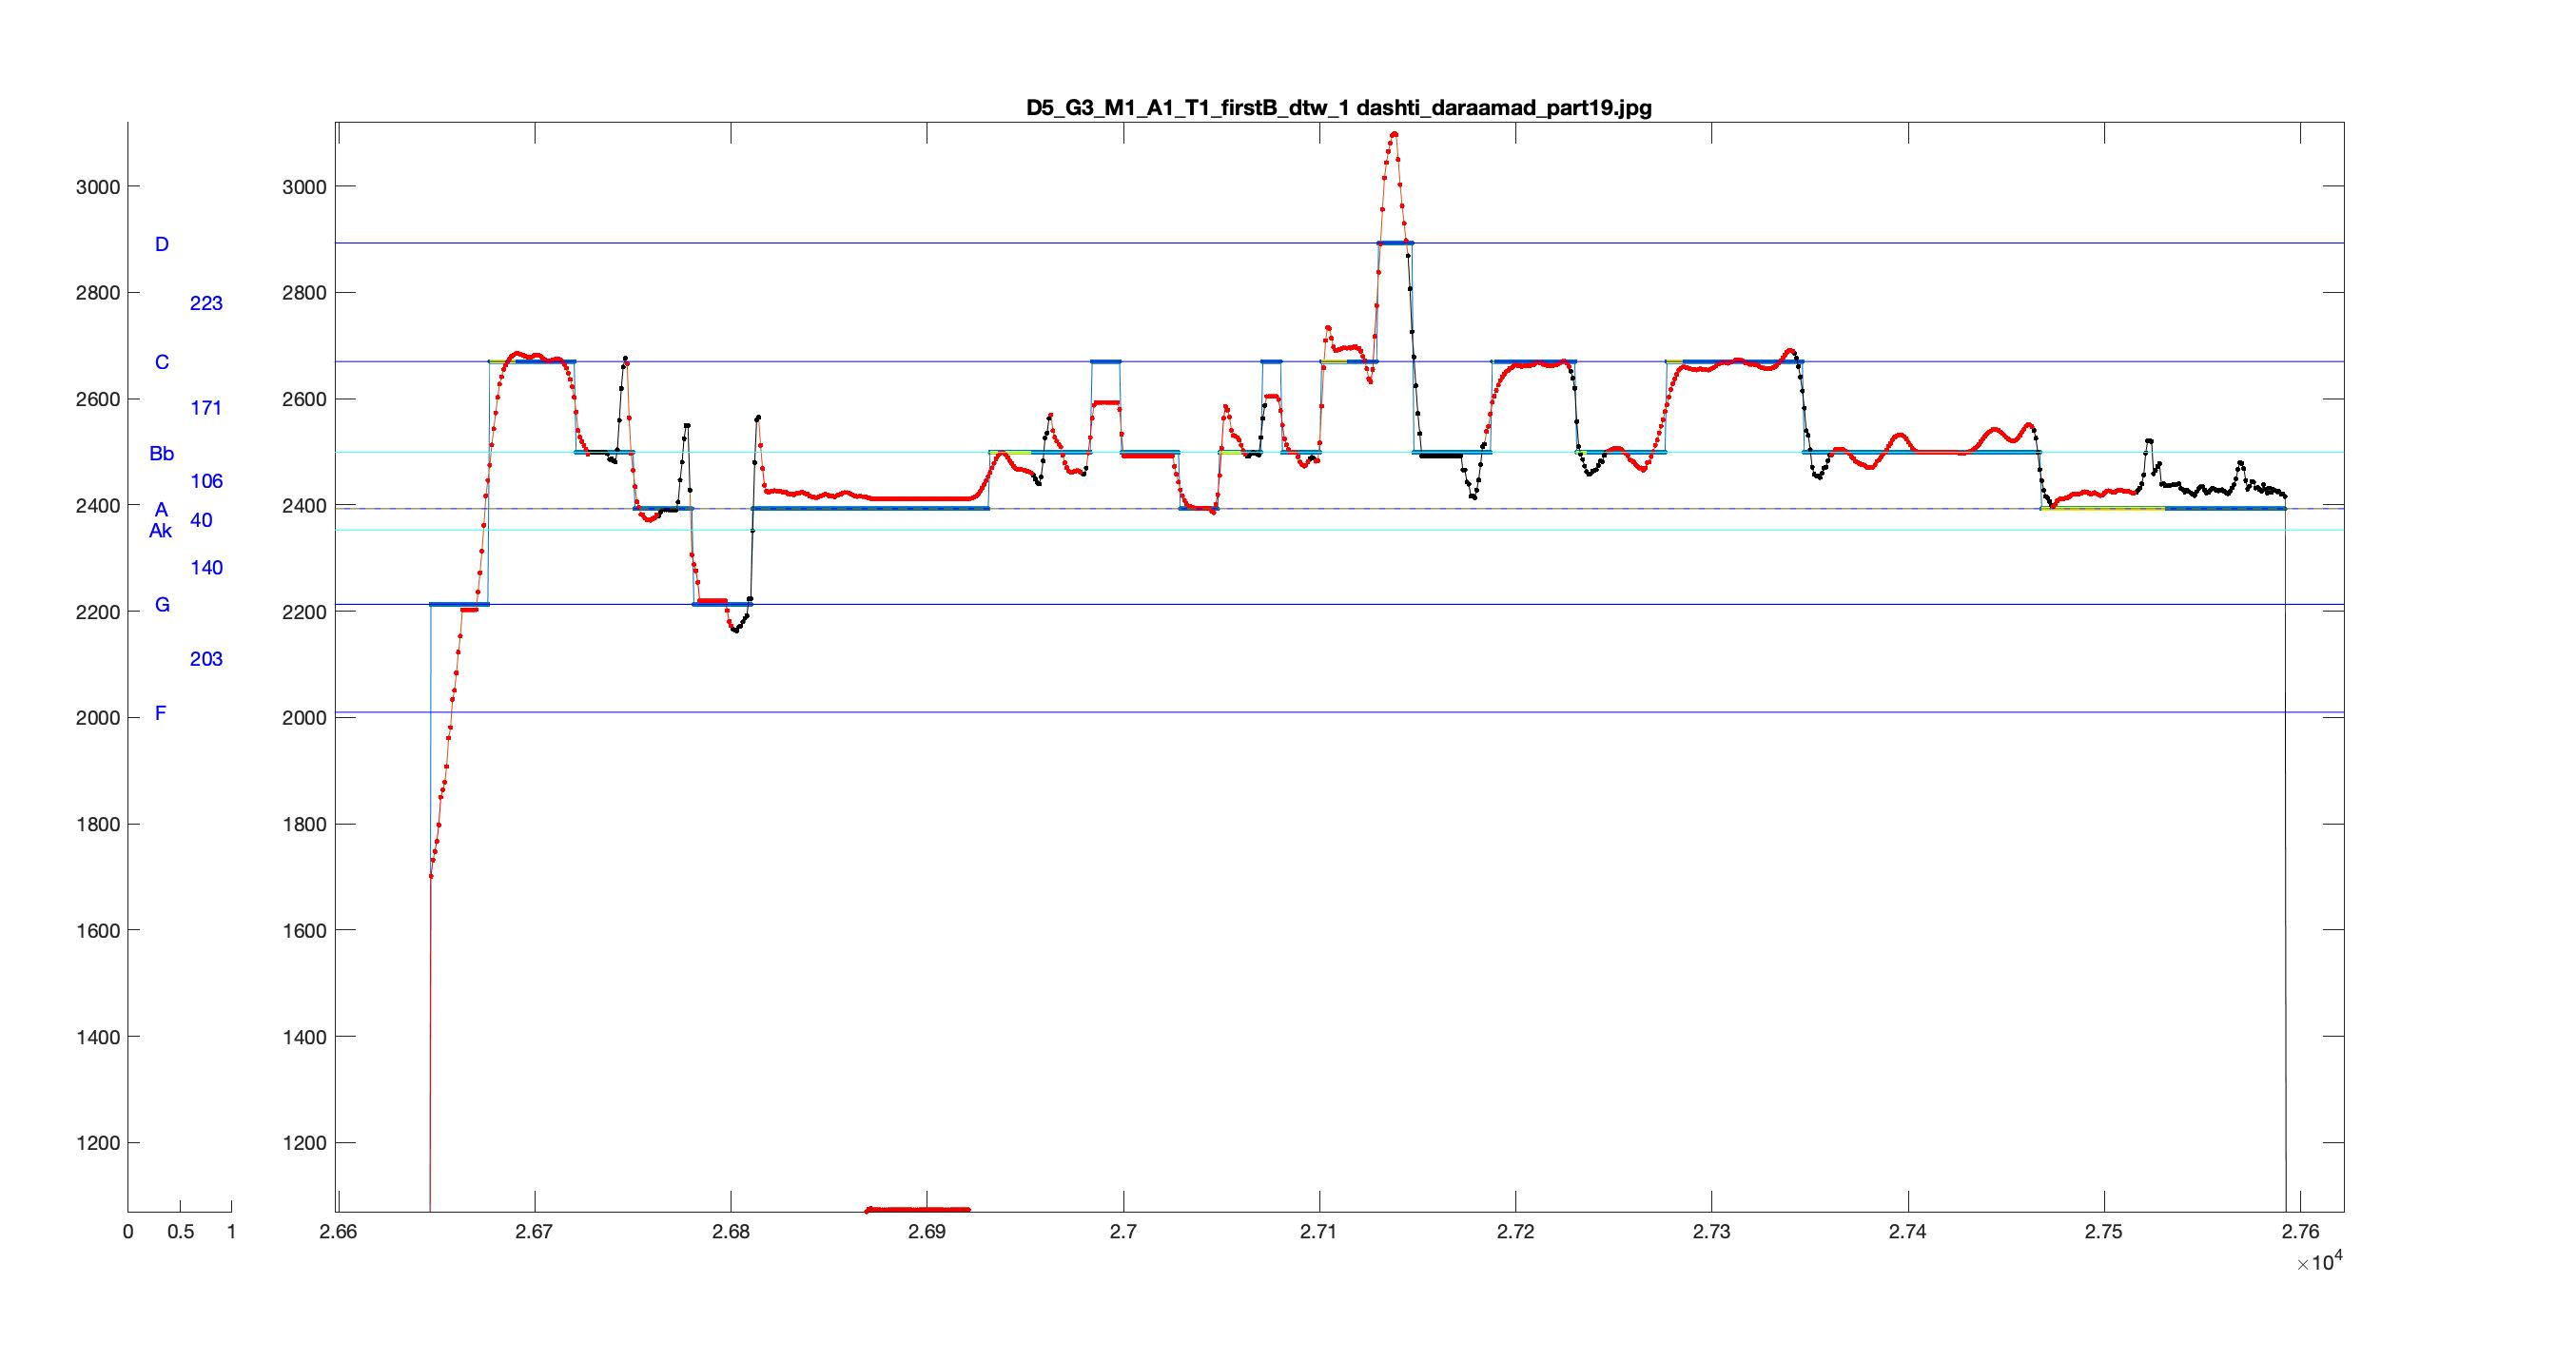 D5_G3_M1_A1_T1_firstB_dtw_1 dashti_daraamad_part19.jpg
3000 3000
D
2800 223 2800
C
2600 171 2600
Bb
106
2400 A 2400
40
Ak
140
2200 G 2200
203
2000 F 2000
1800 1800
1600 1600
1400 1400
1200 1200
0 0.5 1 2.66 2.67 2.68 2.69 2.7 2.71 2.72 2.73 2.74 2.75 2.76
×10^4